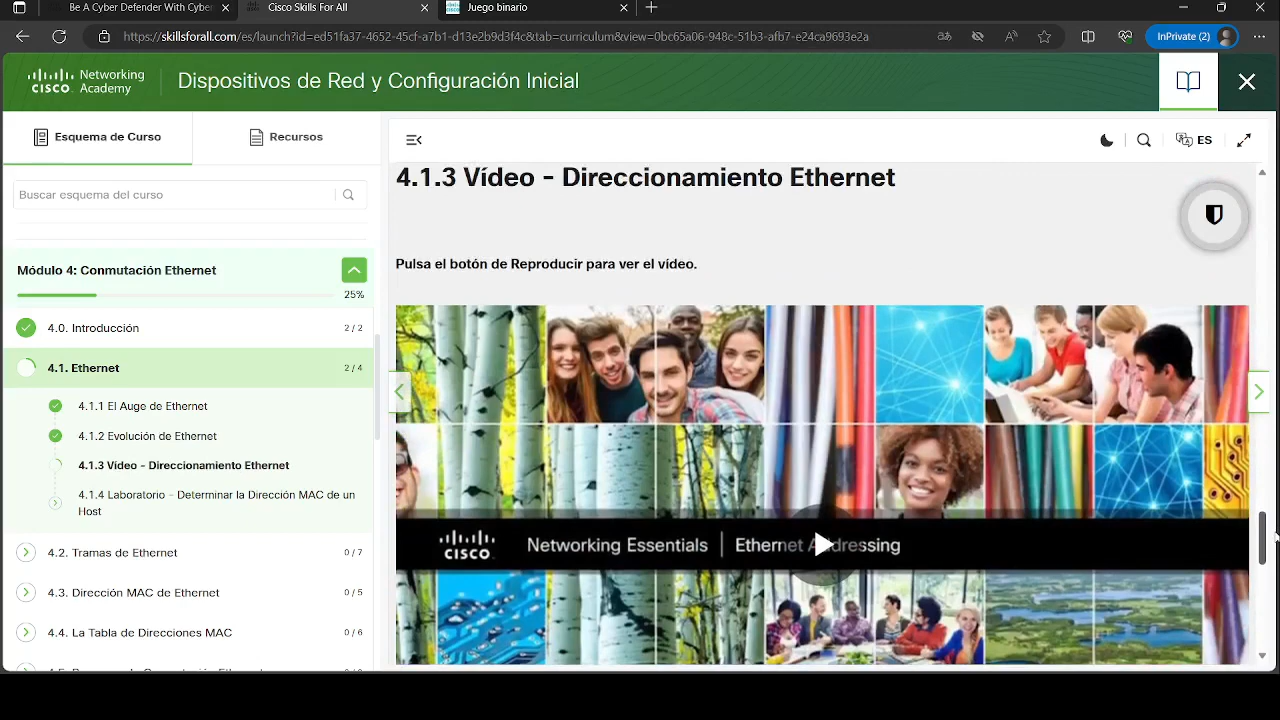 Be A Cyber Defender With Cyber
Cisco Skills For All
Juego binario
https://skillsforall.com/es/launch?id=ed51fa37-4652-45cf-a7b1-d13e2b9d3f4c8&tab=curriculum&view=0bc65a06-948c-51b3-afb7-e24ca9693e2a
InPrivate (2)
CISCO
Networking
Academy
Dispositivos de Red y Configuración Inicial
Esquema de Curso
Recursos
ES
Buscar esquema del curso
Módulo 4: Conmutación Ethernet
25%
4.0. Introducción
2 / 2
4.1. Ethernet
2 / 4
4.1.1 El Auge de Ethernet
4.1.2 Evolución de Ethernet
4.1.3 Vídeo - Direccionamiento Ethernet
4.1.4 Laboratorio - Determinar la Dirección MAC de un
Host
4.2. Tramas de Ethernet
0 / 7
4.3. Dirección MAC de Ethernet
0 / 5
4.4. La Tabla de Direcciones MAC
0 / 6
4.1.3 Vídeo - Direccionamiento Ethernet
Pulsa el botón de Reproducir para ver el vídeo.
CISCO
Networking Essentials
Ethernet Addressing